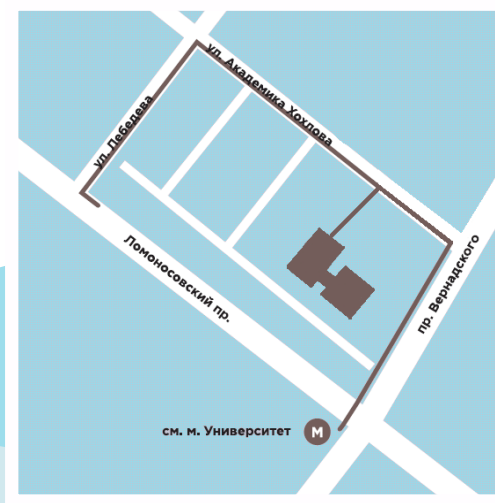 ул. Академика Хохлова
ул. Лебедева
Ломоносовский пр.
пр. Вернадского
см. м. Университет
М